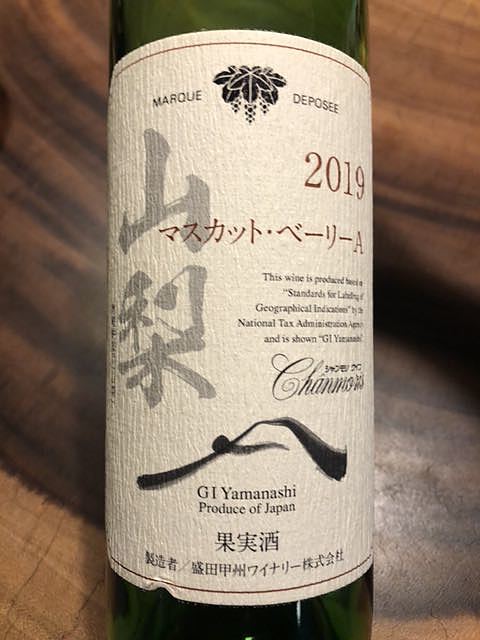 MARQUE DEPOSEE
山梨
2019
マスカット・ベーリーA
This wine is produced based on
"Standards for Labeling of
Geographical Indications" by the
National Tax Administration Agency
and is shown "GI Yamanashi"
シャンモリ ワイン
Chanmoris
GI Yamanashi
Produce of Japan
果実酒
製造者/盛田甲州ワイナリー株式会社